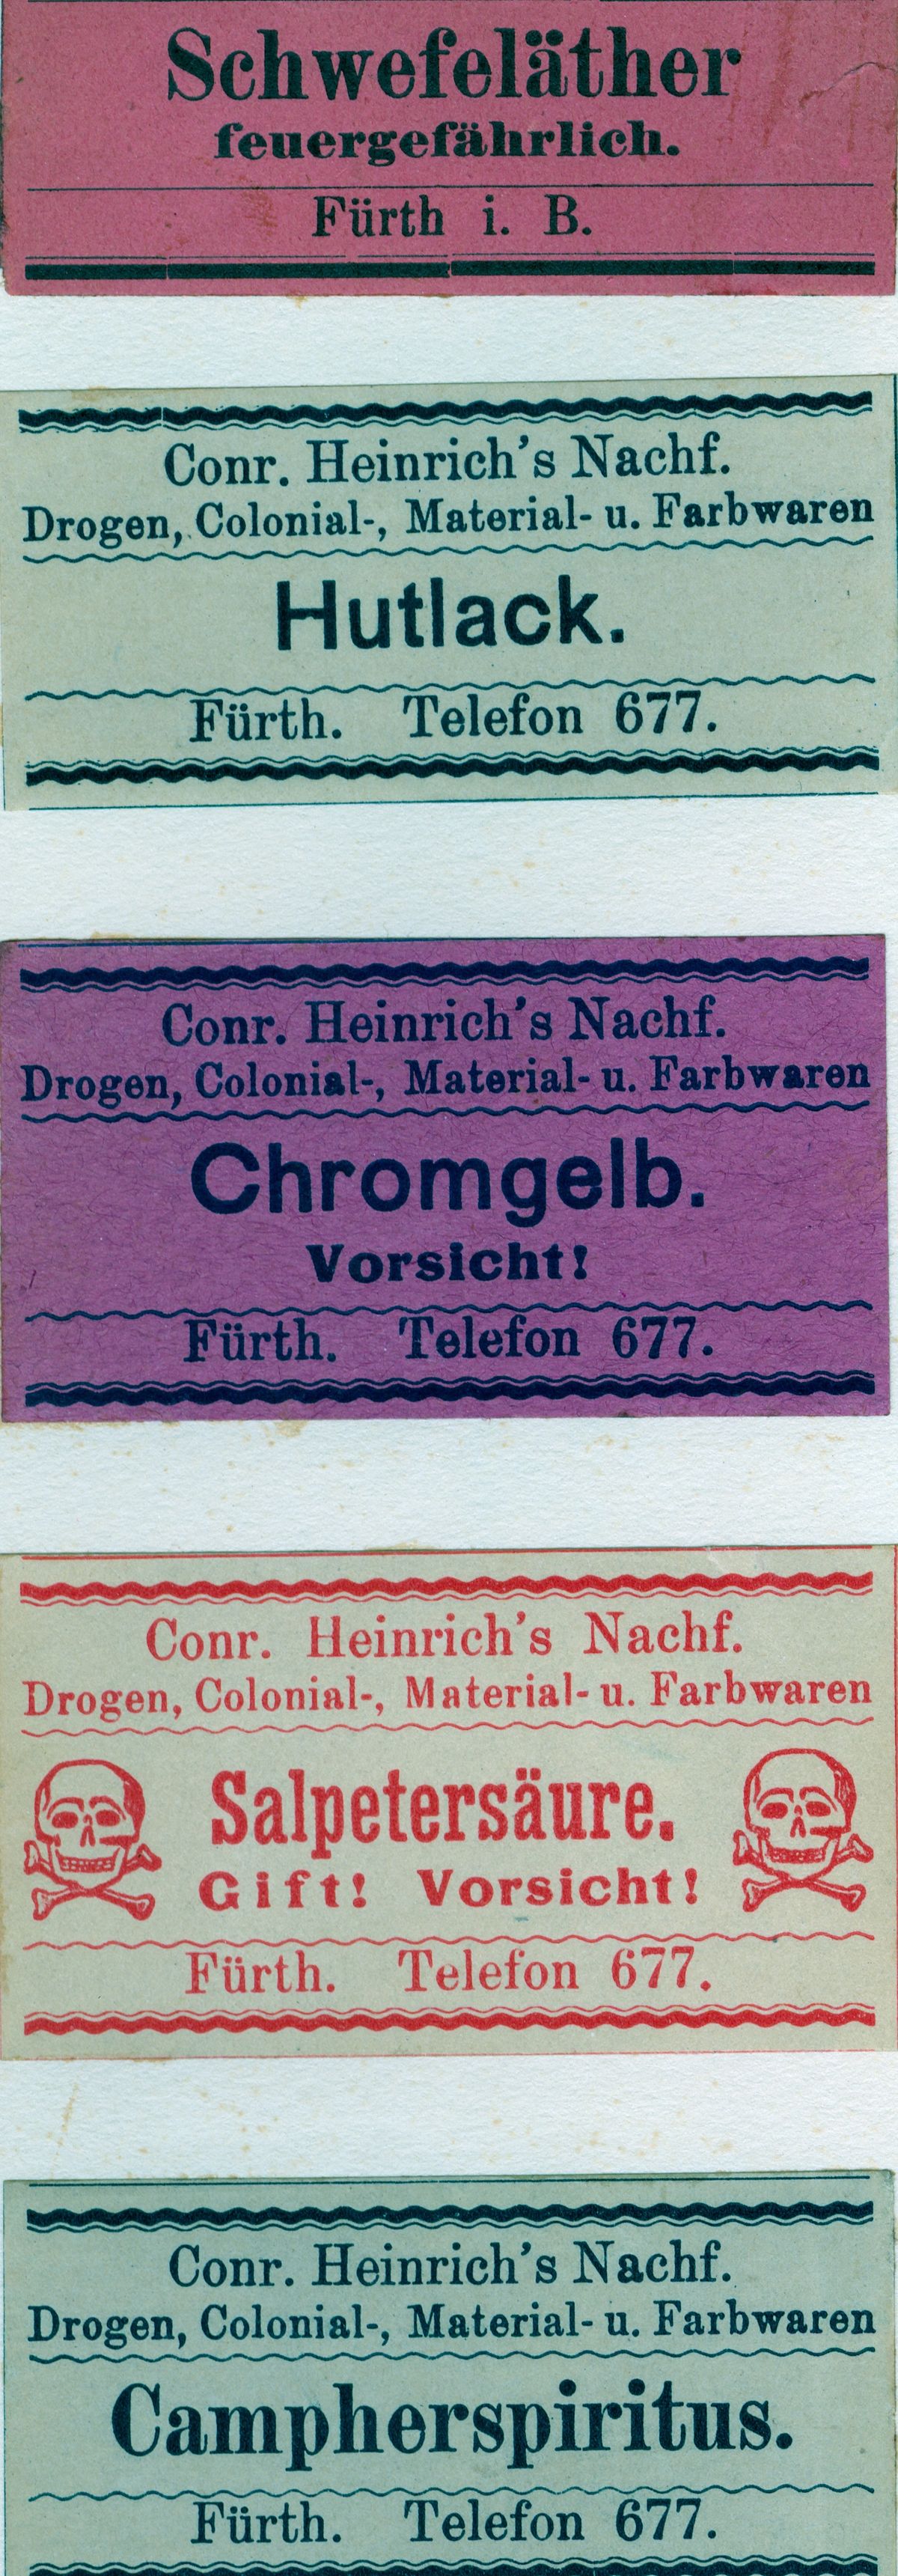 Schwefeläther
feuergefährlich.
Fürth i. B.
Conr. Heinrich's Nachf.
Drogen, Colonial-, Material- u. Farbwaren
Hutlack.
Fürth. Telefon 677.
Conr. Heinrich's Nachf.
Drogen, Colonial-, Material- u. Farbwaren
Chromgelb.
Vorsicht!
Fürth. Telefon 677.
Conr. Heinrich's Nachf.
Drogen, Colonial-, Material- u. Farbwaren
Salpetersäure.
Gift! Vorsicht!
Fürth. Telefon 677.
Conr. Heinrich's Nachf.
Drogen, Colonial-, Material- u. Farbwaren
Campherspiritus.
Fürth. Telefon 677.